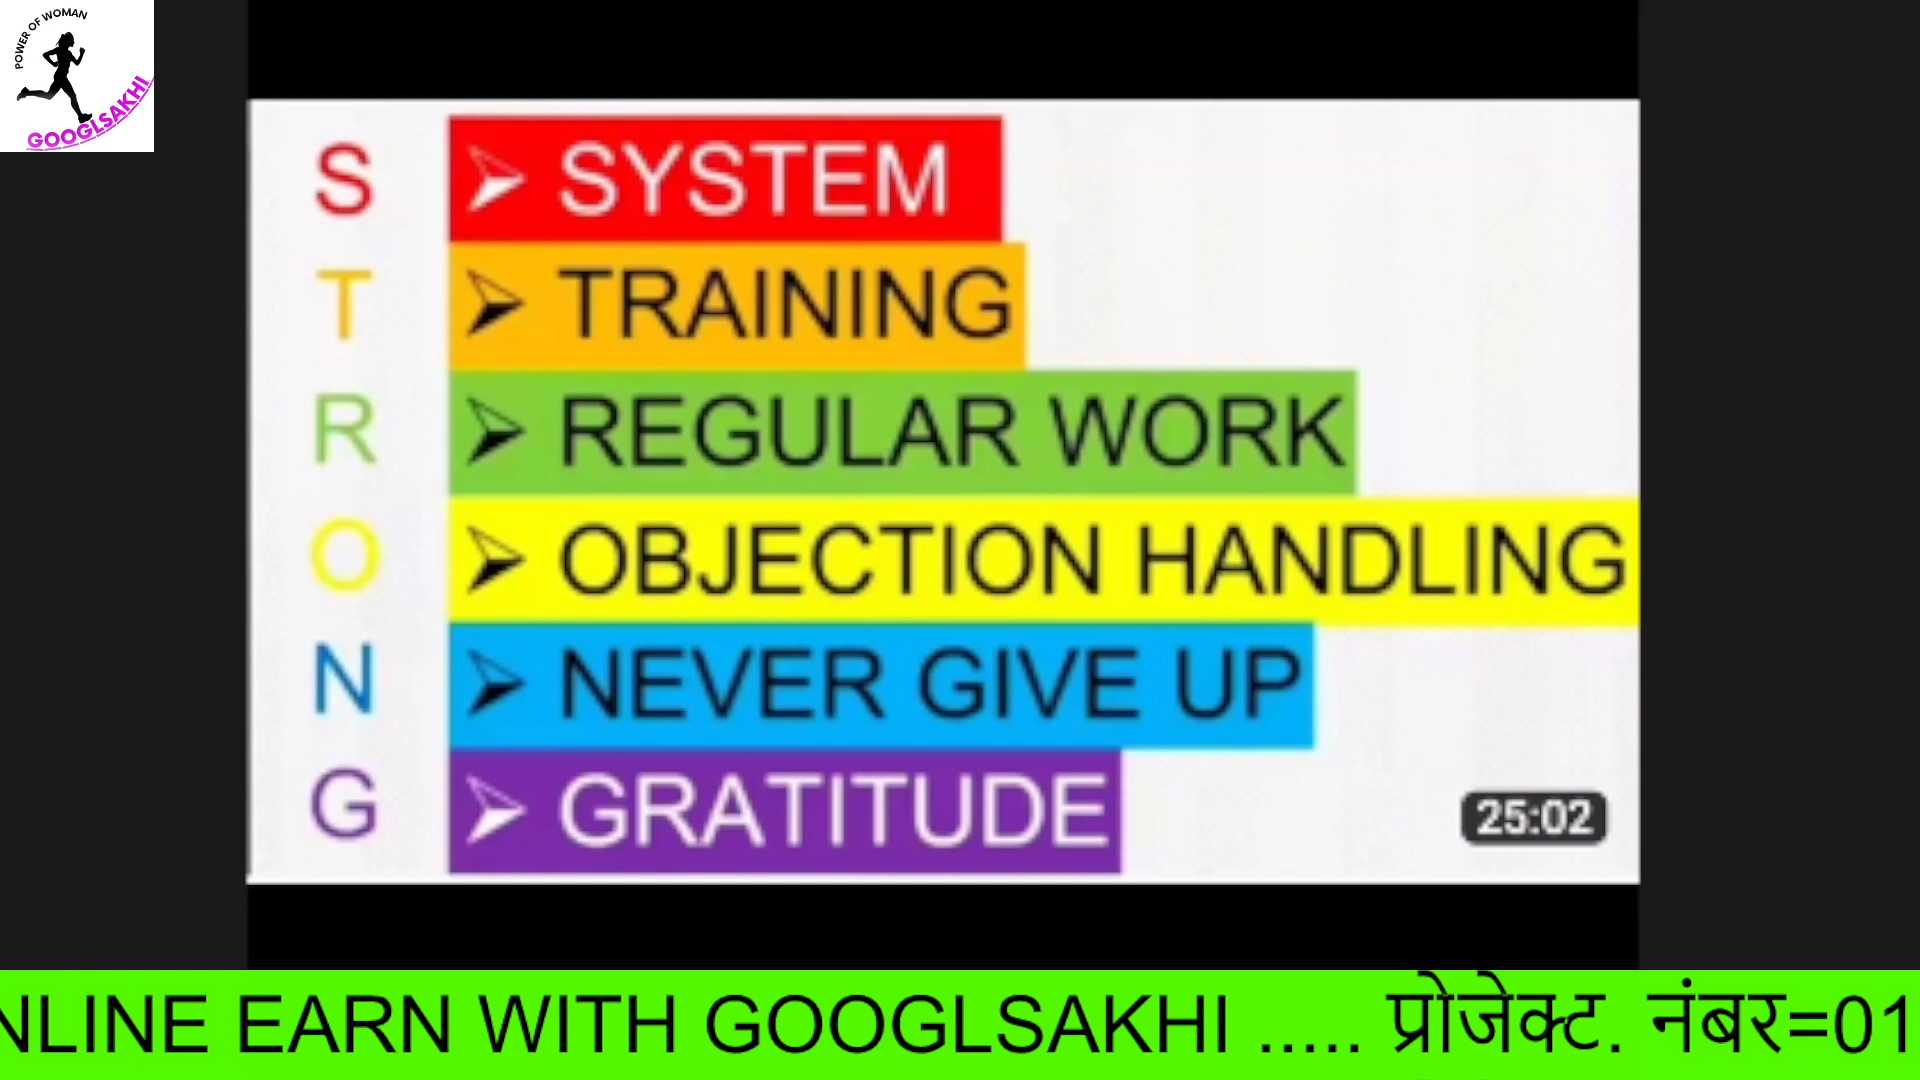 POWER OF WOMAN
GOOGLSAKHI
S ➢ SYSTEM
T ➢ TRAINING
R ➢ REGULAR WORK
O ➢ OBJECTION HANDLING
N ➢ NEVER GIVE UP
G ➢ GRATITUDE
25:02
NLINE EARN WITH GOOGLSAKHI ..... प्रोजेक्ट. नंबर=01